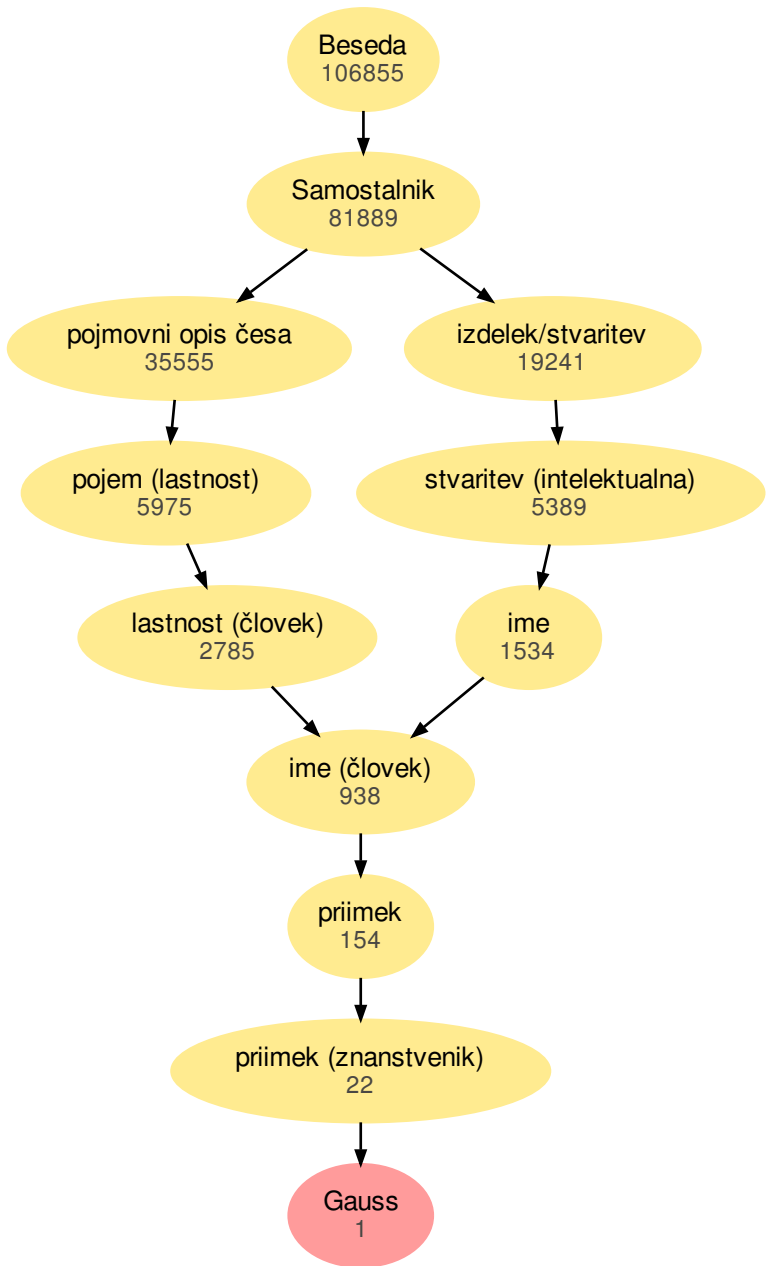 Beseda
106855
Samostalnik
81889
pojmovni opis česa
35555
izdelek/stvaritev
19241
pojem (lastnost)
5975
stvaritev (intelektualna)
5389
lastnost (človek)
2785
ime
1534
ime (človek)
938
priimek
154
priimek (znanstvenik)
22
Gauss
1